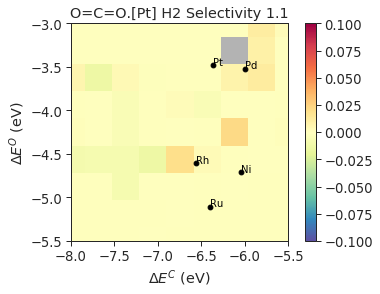 O=C=O.[Pt] H2 Selectivity 1.1
−3.0
−3.5
−4.0
−4.5
−5.0
−5.5
ΔE^O (eV)
Pt
Pd
Rh
Ni
Ru
−8.0 −7.5 −7.0 −6.5 −6.0 −5.5
ΔE^C (eV)
0.100
0.075
0.050
0.025
0.000
−0.025
−0.050
−0.075
−0.100